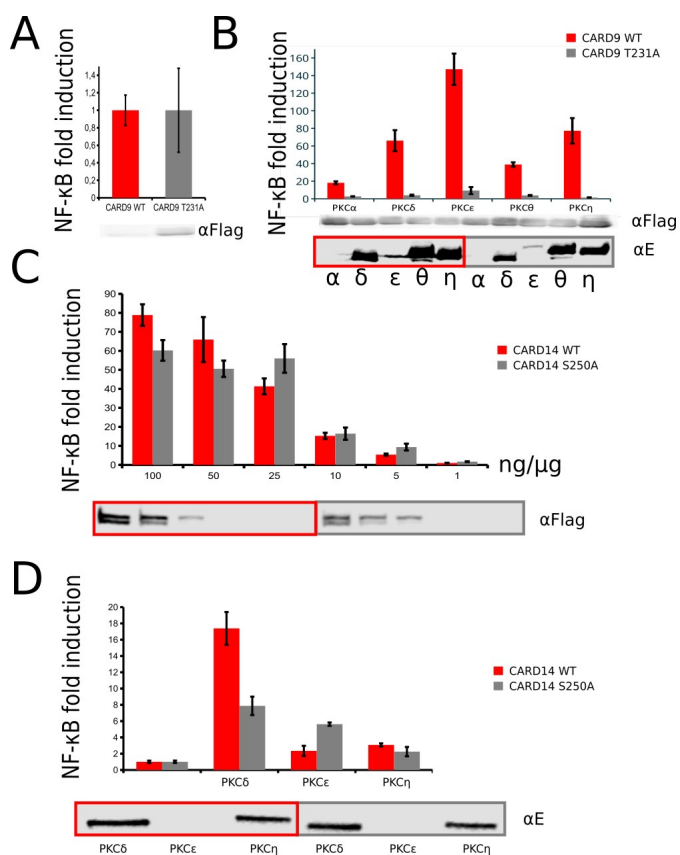 A
NF-κB fold induction
1,4
1,2
1
0,8
0,6
0,4
0,2
0
CARD9 WT CARD9 T231A
αFlag
B
NF-κB fold induction
CARD9 WT
CARD9 T231A
160
140
120
100
80
60
40
20
0
PKCα PKCδ PKCε PKCθ PKCη
αFlag
αE
α δ ε θ η α δ ε θ η
C
NF-κB fold induction
90
80
70
60
50
40
30
20
10
0
CARD14 WT
CARD14 S250A
100 50 25 10 5 1 ng/μg
αFlag
D
NF-κB fold induction
20
18
16
14
12
10
8
6
4
2
0
CARD14 WT
CARD14 S250A
PKCδ PKCε PKCη
αE
PKCδ PKCε PKCη PKCδ PKCε PKCη